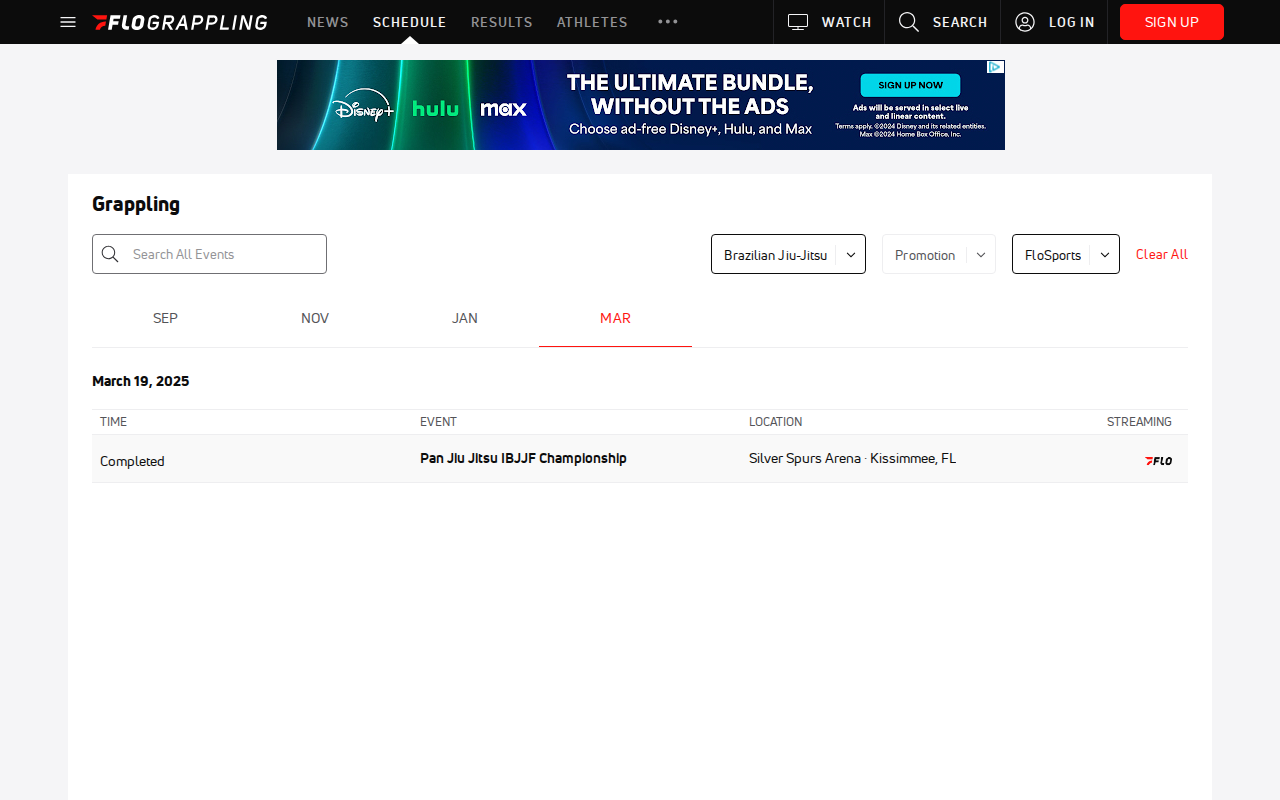 FLOGRAPPLING
NEWS
SCHEDULE
RESULTS
ATHLETES
WATCH
SEARCH
LOG IN
SIGN UP
Disney+
hulu
max
THE ULTIMATE BUNDLE,
WITHOUT THE ADS
Choose ad-free Disney+, Hulu, and Max
SIGN UP NOW
Ads will be served in select live
and linear content.
Terms apply. ©2024 Disney and its related entities.
Max ©2024 Home Box Office, Inc.
Grappling
Search All Events
Brazilian Jiu-Jitsu
Promotion
FloSports
Clear All
SEP
NOV
JAN
MAR
March 19, 2025
TIME
EVENT
LOCATION
STREAMING
Completed
Pan Jiu Jitsu IBJJF Championship
Silver Spurs Arena · Kissimmee, FL
FLO